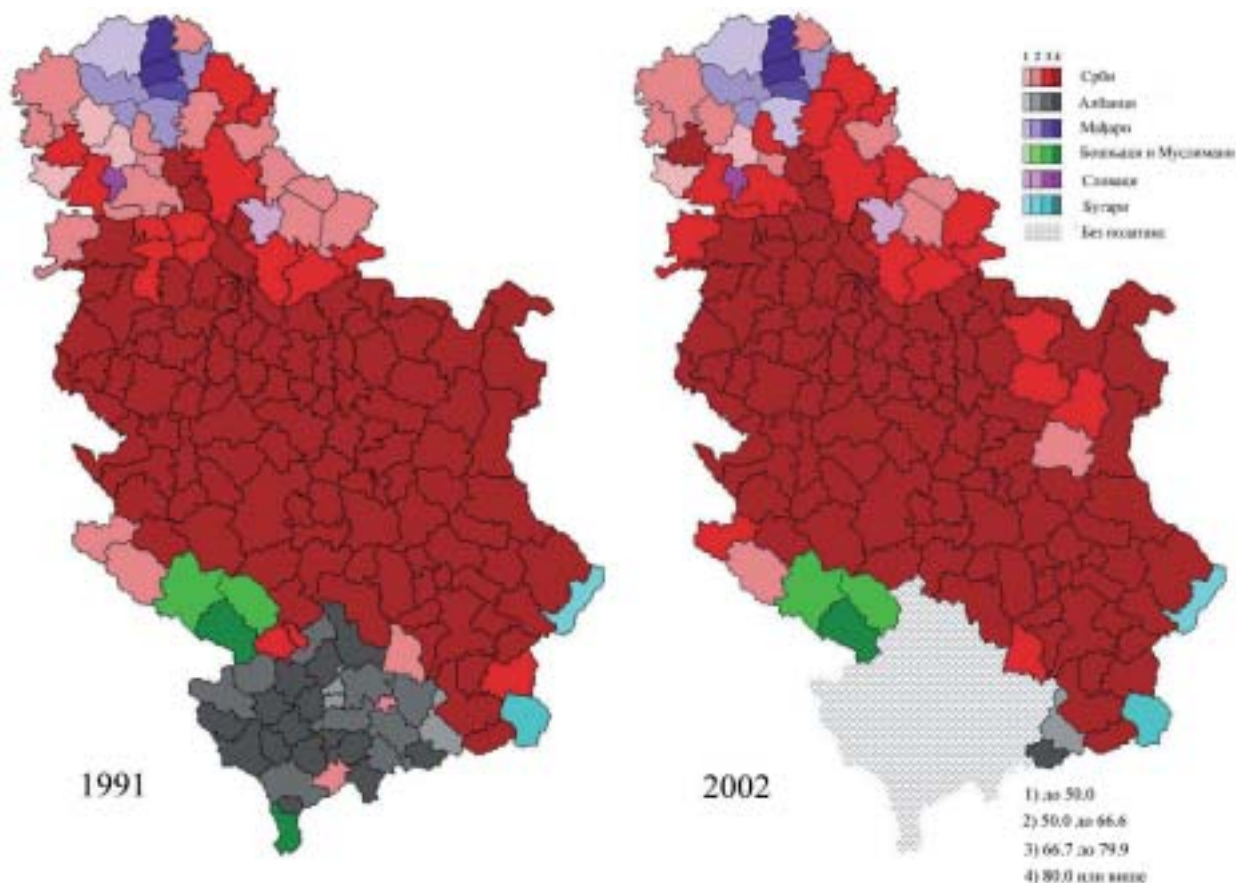 1 2 3 4
Срби
Албанци
Мађари
Бошњаци и Муслимани
Словаци
Бугари
Без података
1991
2002
1) до 50.0
2) 50.0 до 66.6
3) 66.7 до 79.9
4) 80.0 или више